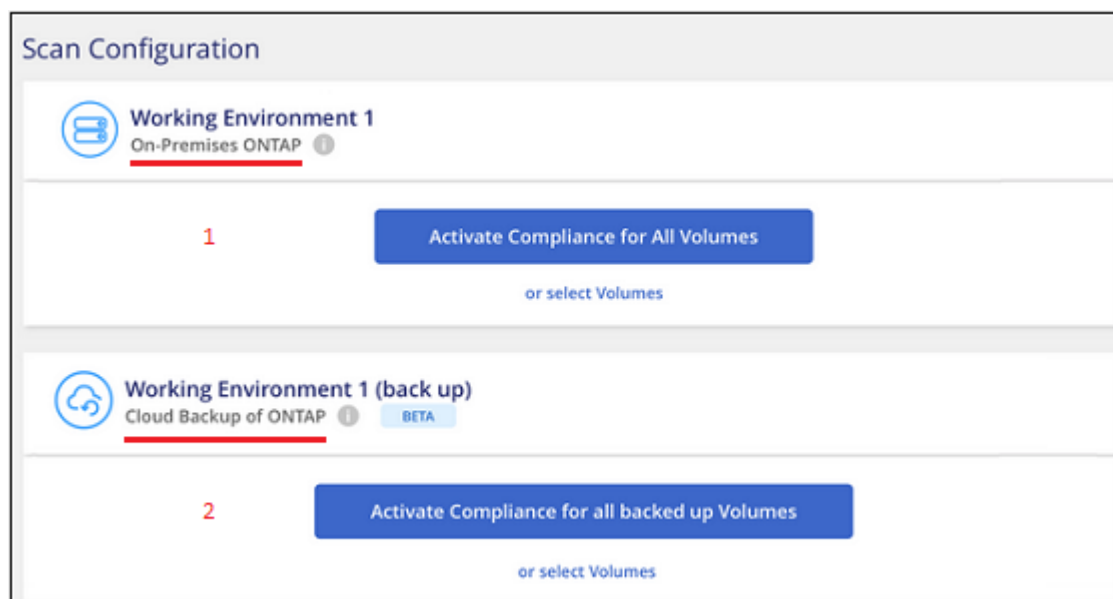 Scan Configuration
Working Environment 1
On-Premises ONTAP i
1
Activate Compliance for All Volumes
or select Volumes
Working Environment 1 (back up)
Cloud Backup of ONTAP i BETA
2
Activate Compliance for all backed up Volumes
or select Volumes